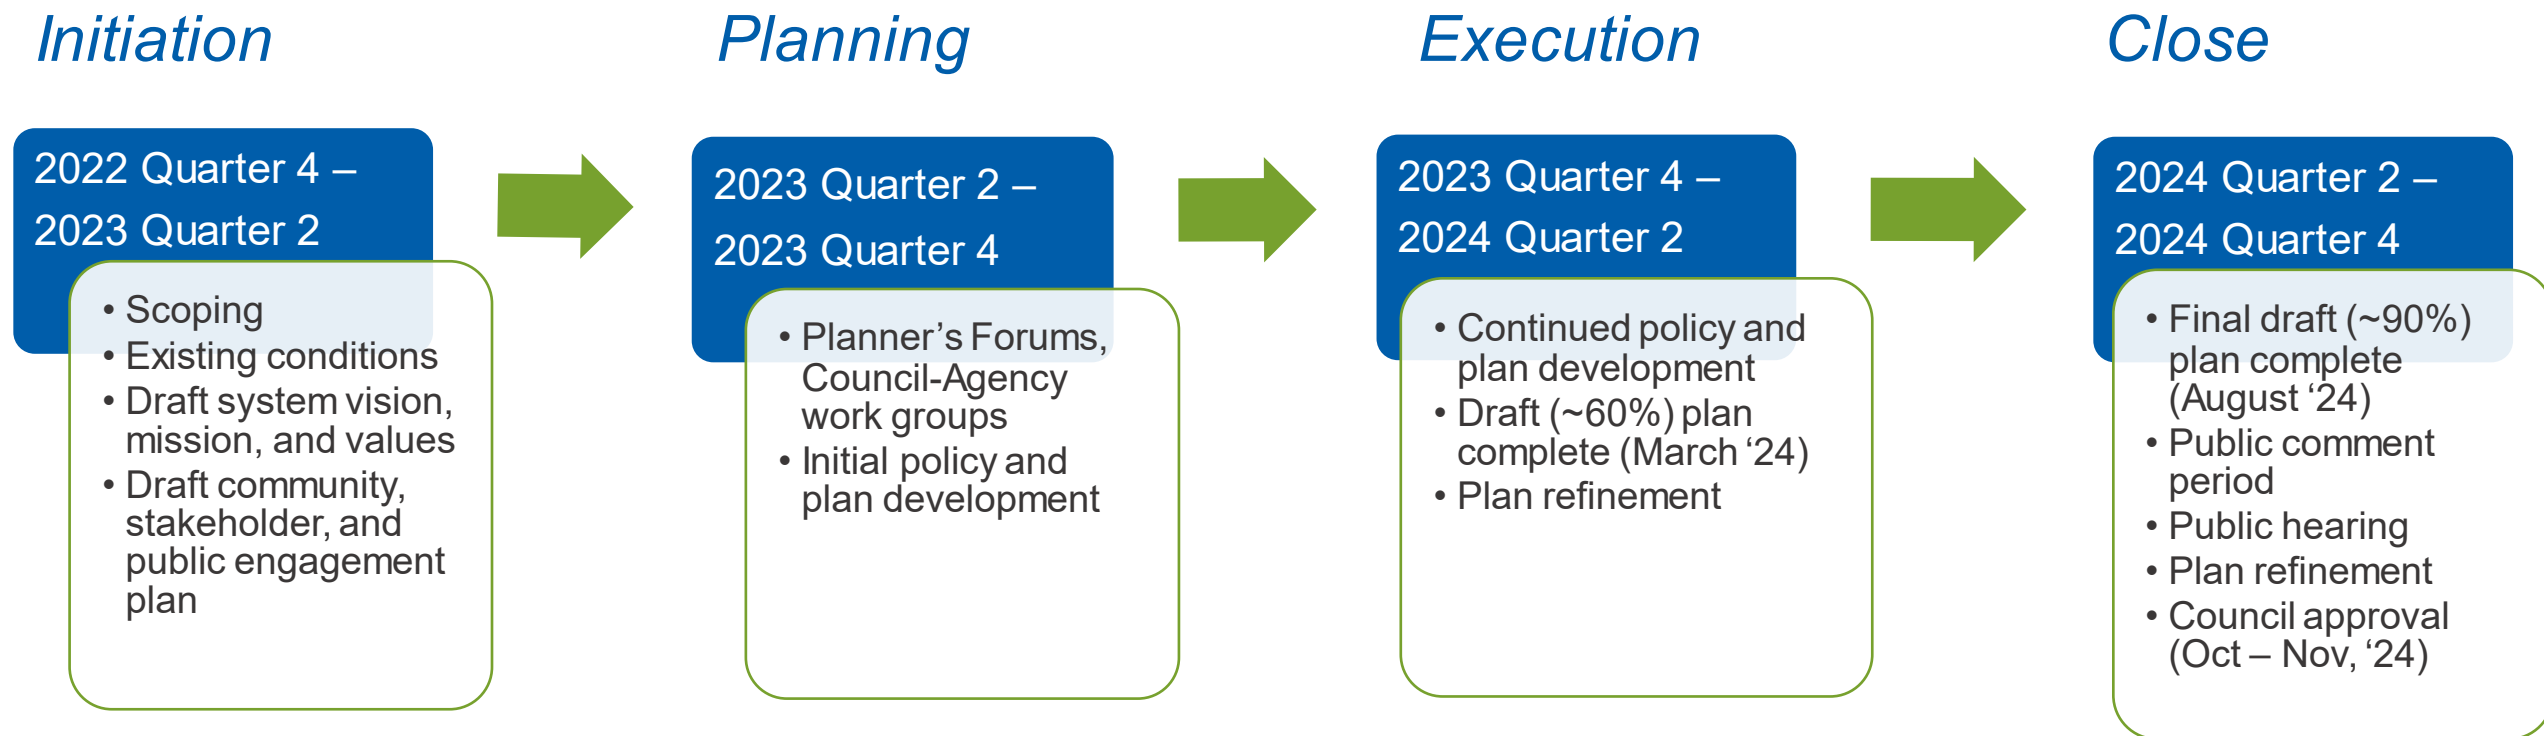 Initiation
2022 Quarter 4 –
2023 Quarter 2
• Scoping
• Existing conditions
• Draft system vision,
mission, and values
• Draft community,
stakeholder, and
public engagement
plan
Planning
2023 Quarter 2 –
2023 Quarter 4
• Planner’s Forums,
Council-Agency
work groups
• Initial policy and
plan development
Execution
2023 Quarter 4 –
2024 Quarter 2
• Continued policy and
plan development
• Draft (~60%) plan
complete (March ‘24)
• Plan refinement
Close
2024 Quarter 2 –
2024 Quarter 4
• Final draft (~90%)
plan complete
(August ‘24)
• Public comment
period
• Public hearing
• Plan refinement
• Council approval
(Oct – Nov, ‘24)